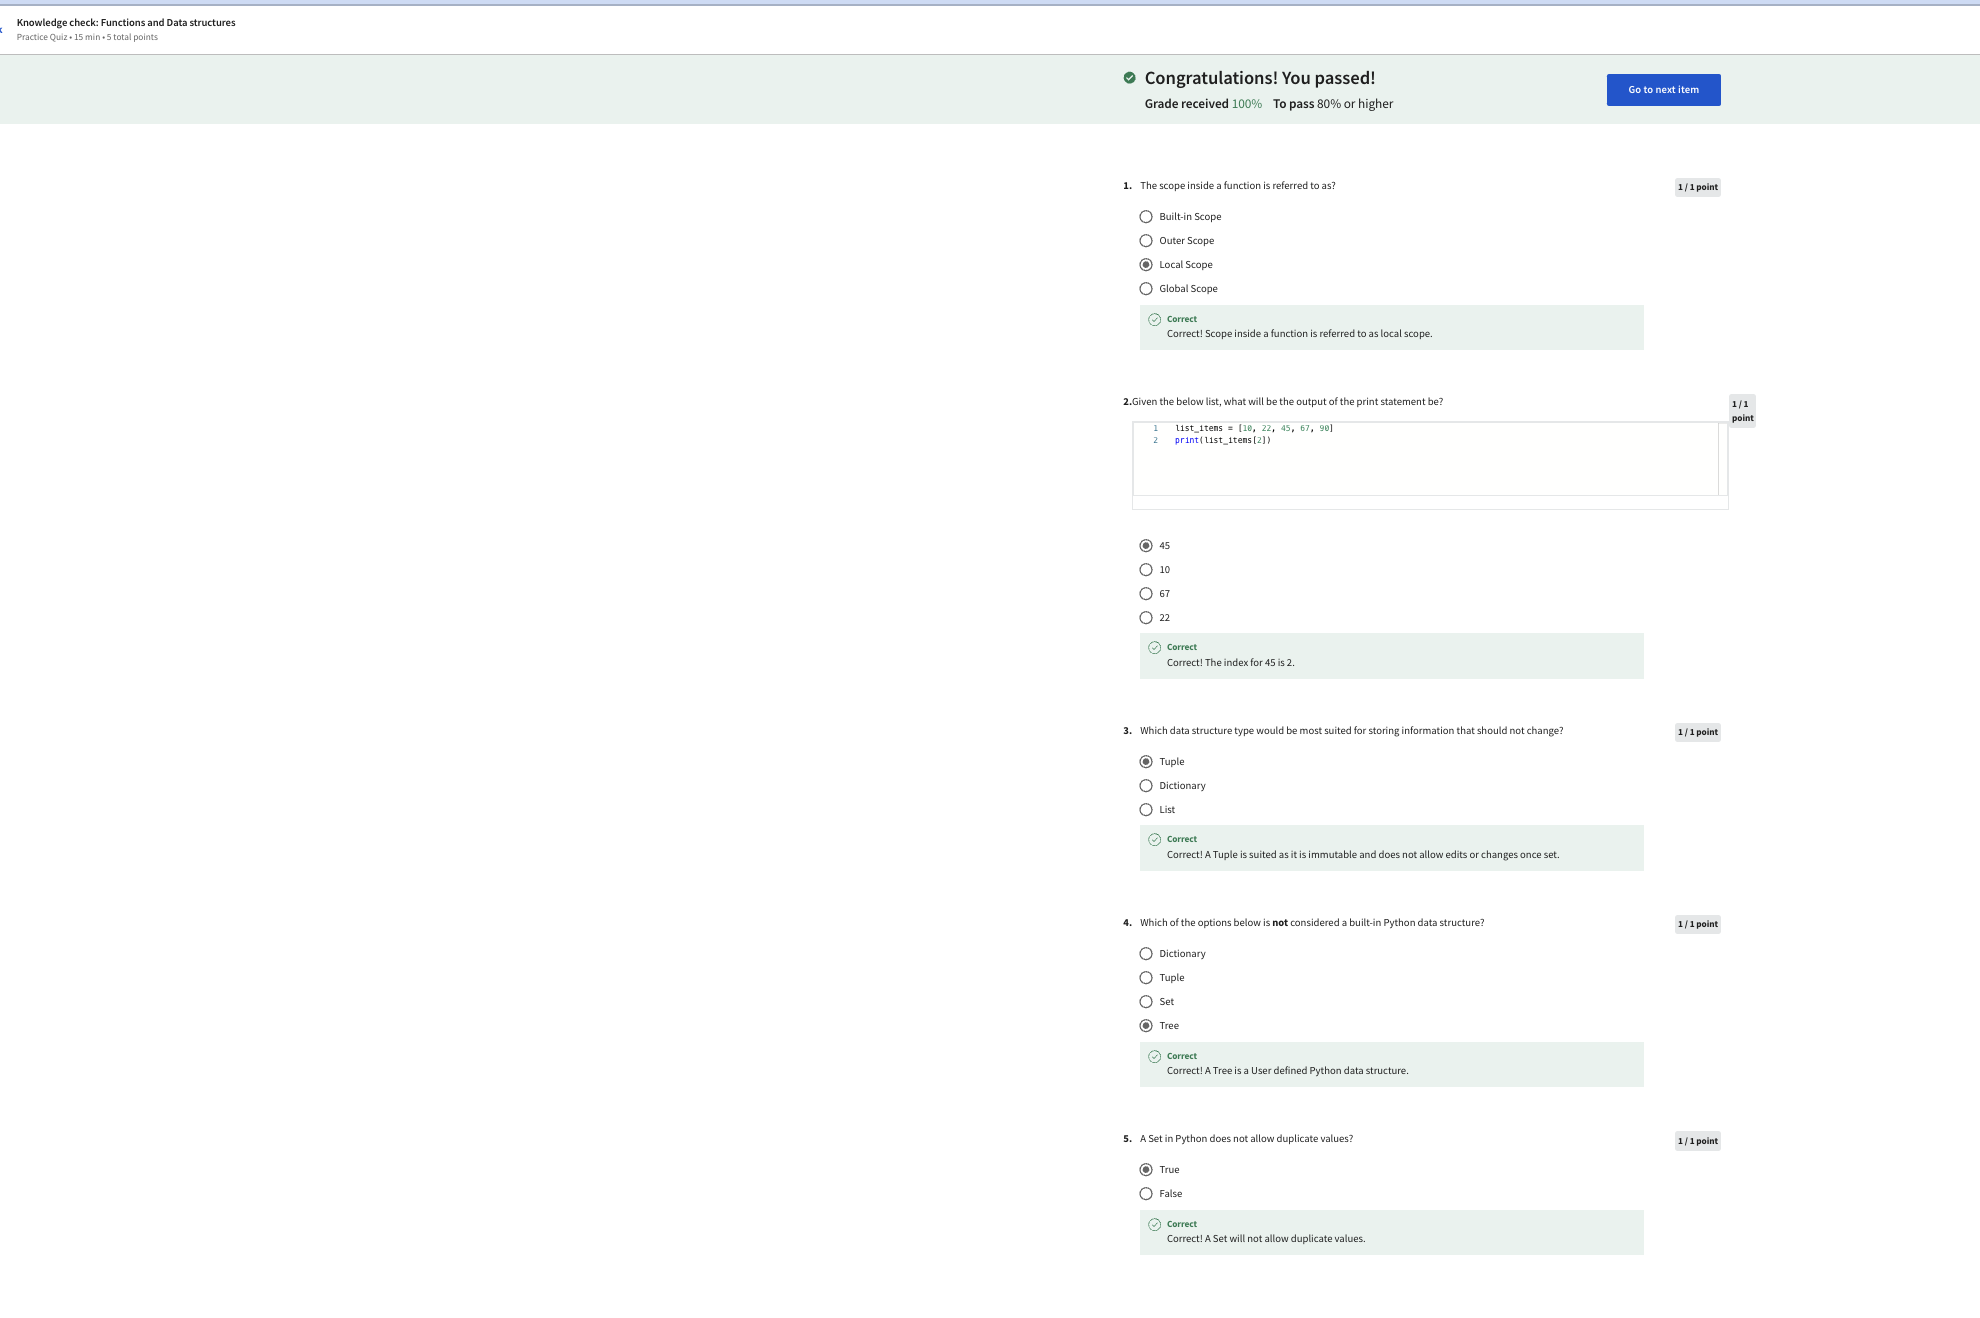 Knowledge check: Functions and Data structures
Practice Quiz • 15 min • 5 total points
Congratulations! You passed!
Grade received 100% To pass 80% or higher
Go to next item
1. The scope inside a function is referred to as?
1 / 1 point
Built-in Scope
Outer Scope
Local Scope
Global Scope
Correct
Correct! Scope inside a function is referred to as local scope.
2.Given the below list, what will be the output of the print statement be?
1 / 1
point
1 list_items = [10, 22, 45, 67, 90]
2 print(list_items[2])
45
10
67
22
Correct
Correct! The index for 45 is 2.
3. Which data structure type would be most suited for storing information that should not change?
1 / 1 point
Tuple
Dictionary
List
Correct
Correct! A Tuple is suited as it is immutable and does not allow edits or changes once set.
4. Which of the options below is not considered a built-in Python data structure?
1 / 1 point
Dictionary
Tuple
Set
Tree
Correct
Correct! A Tree is a User defined Python data structure.
5. A Set in Python does not allow duplicate values?
1 / 1 point
True
False
Correct
Correct! A Set will not allow duplicate values.